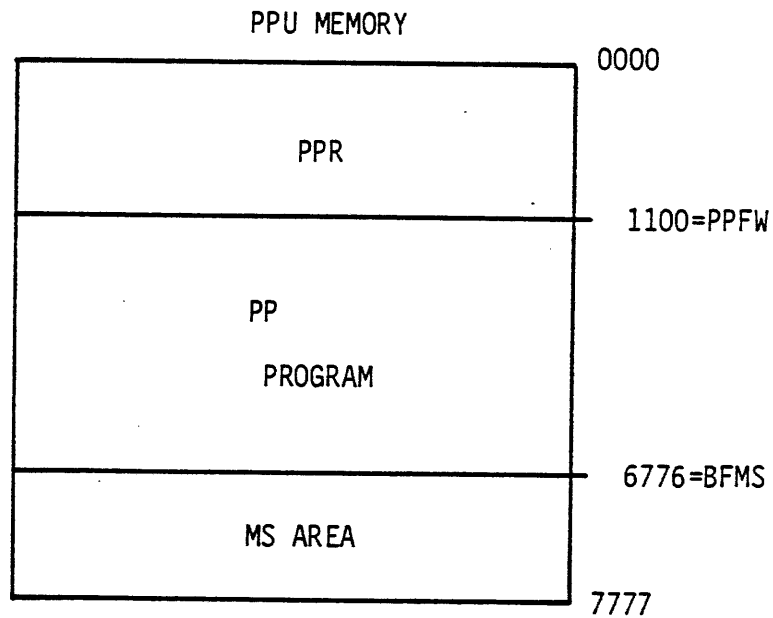 PPU MEMORY
0000
PPR
1100=PPFW
PP
PROGRAM
6776=BFMS
MS AREA
7777